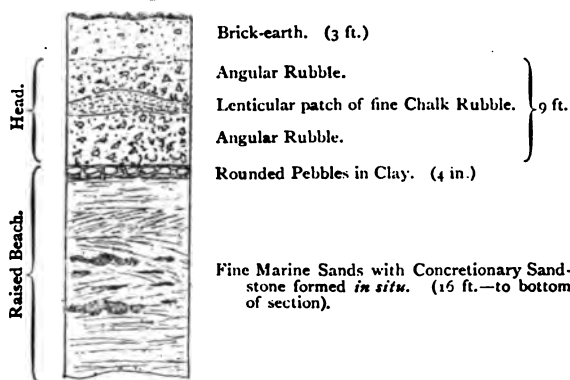 Brick-earth. (3 ft.)
Angular Rubble.
Lenticular patch of fine Chalk Rubble.
9 ft.
Angular Rubble.
Head.
Rounded Pebbles in Clay. (4 in.)
Raised Beach.
Fine Marine Sands with Concretionary Sand-
stone formed in situ. (16 ft.—to bottom
of section).